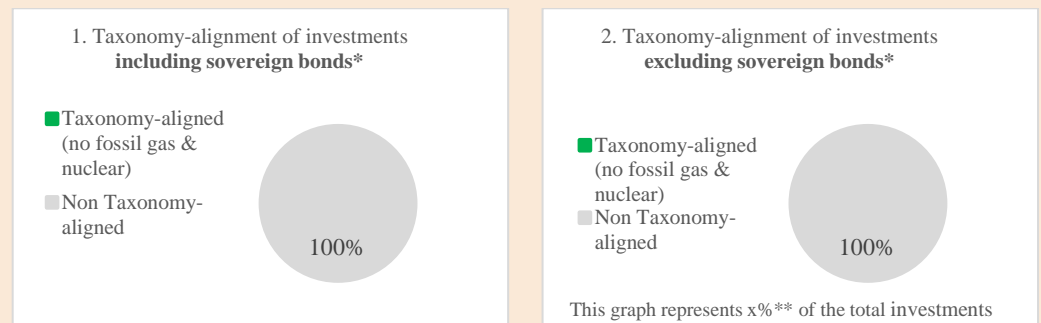 1. Taxonomy-alignment of investments
including sovereign bonds*
Taxonomy-aligned
(no fossil gas &
nuclear)
Non Taxonomy-
aligned
100%
2. Taxonomy-alignment of investments
excluding sovereign bonds*
Taxonomy-aligned
(no fossil gas &
nuclear)
Non Taxonomy-
aligned
100%
This graph represents x%** of the total investments